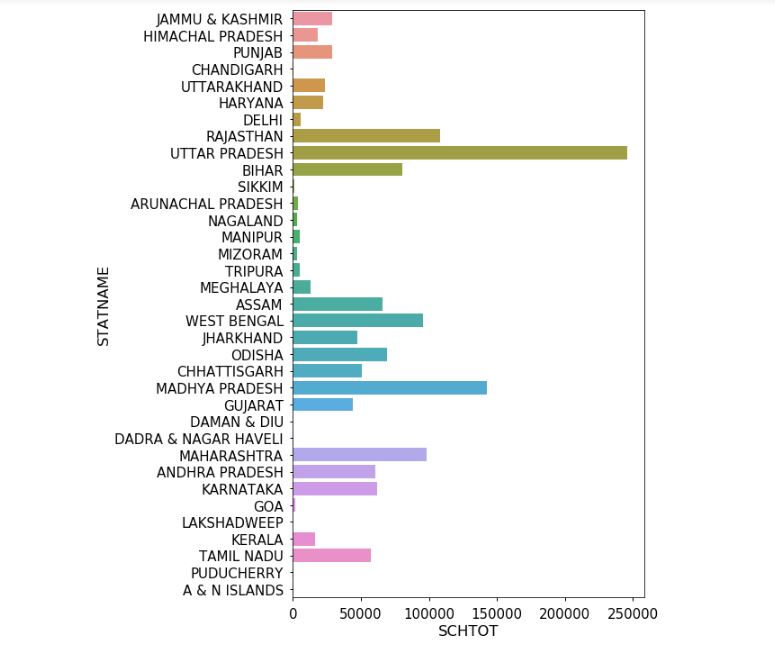 JAMMU & KASHMIR
HIMACHAL PRADESH
PUNJAB
CHANDIGARH
UTTARAKHAND
HARYANA
DELHI
RAJASTHAN
UTTAR PRADESH
BIHAR
SIKKIM
ARUNACHAL PRADESH
NAGALAND
MANIPUR
MIZORAM
TRIPURA
MEGHALAYA
ASSAM
WEST BENGAL
JHARKHAND
ODISHA
CHHATTISGARH
MADHYA PRADESH
GUJARAT
DAMAN & DIU
DADRA & NAGAR HAVELI
MAHARASHTRA
ANDHRA PRADESH
KARNATAKA
GOA
LAKSHADWEEP
KERALA
TAMIL NADU
PUDUCHERRY
A & N ISLANDS
STATNAME
0 50000 100000 150000 200000 250000
SCHTOT